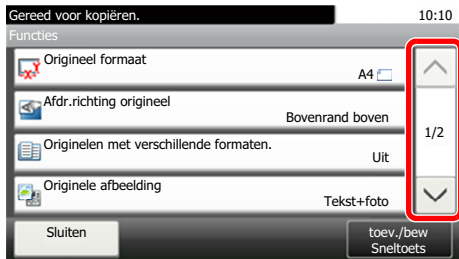 Gereed voor kopiëren. 10:10
Functies
Origineel formaat
A4
Afdr.richting origineel
Bovenrand boven
1/2
Originelen met verschillende formaten.
Uit
Originele afbeelding
Tekst+foto
Sluiten
toev./bew
Sneltoets